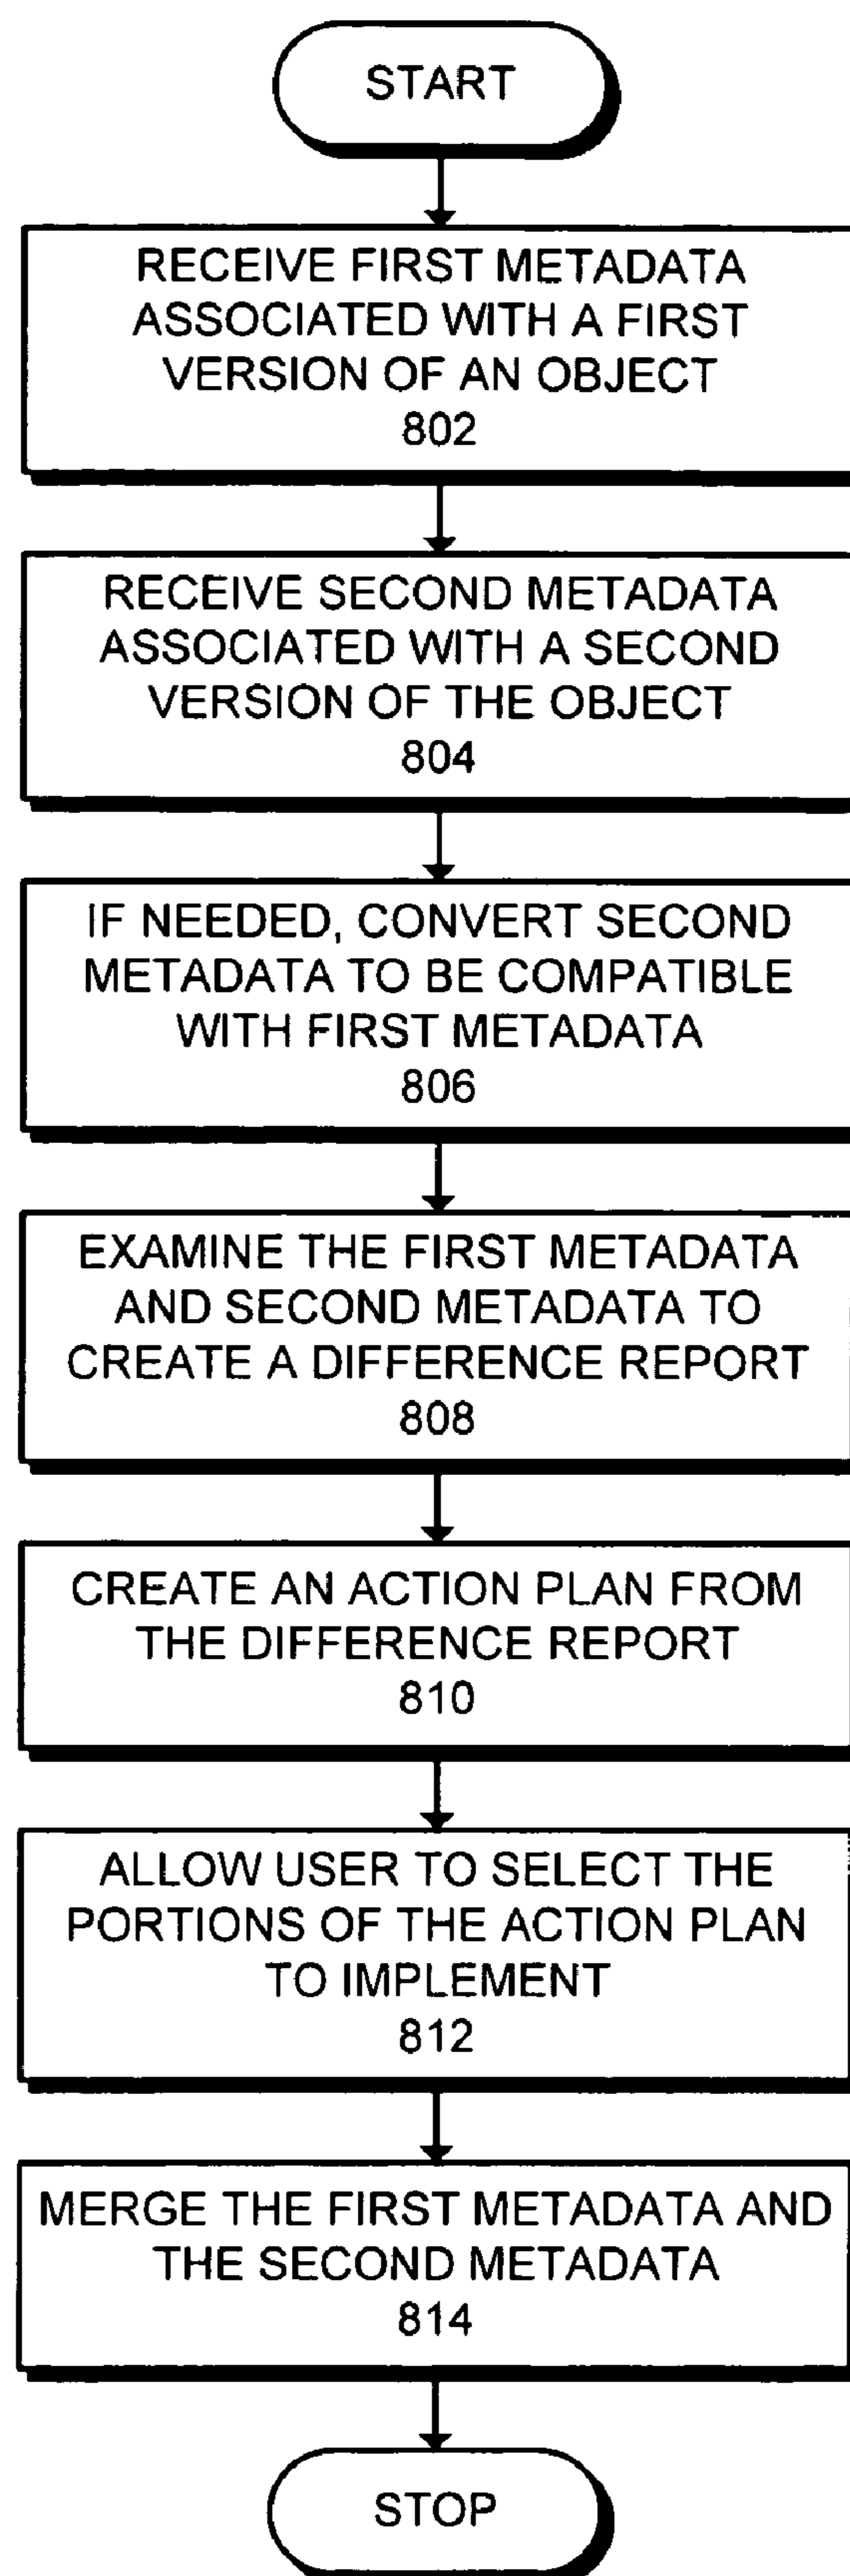 START
RECEIVE FIRST METADATA
ASSOCIATED WITH A FIRST
VERSION OF AN OBJECT
802
RECEIVE SECOND METADATA
ASSOCIATED WITH A SECOND
VERSION OF THE OBJECT
804
IF NEEDED, CONVERT SECOND
METADATA TO BE COMPATIBLE
WITH FIRST METADATA
806
EXAMINE THE FIRST METADATA
AND SECOND METADATA TO
CREATE A DIFFERENCE REPORT
808
CREATE AN ACTION PLAN FROM
THE DIFFERENCE REPORT
810
ALLOW USER TO SELECT THE
PORTIONS OF THE ACTION PLAN
TO IMPLEMENT
812
MERGE THE FIRST METADATA AND
THE SECOND METADATA
814
STOP